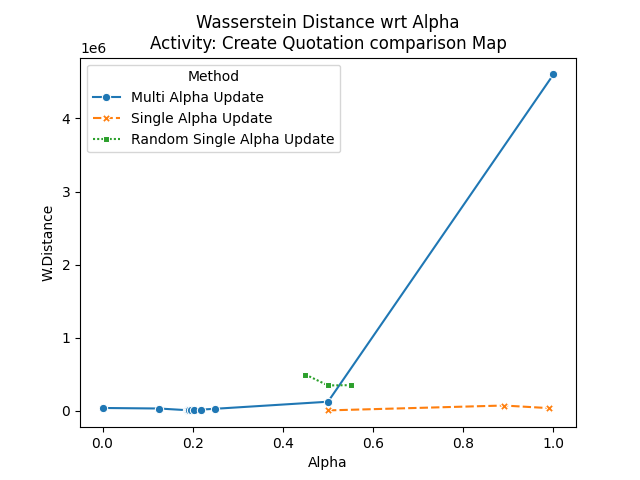 Wasserstein Distance wrt Alpha
Activity: Create Quotation comparison Map
1e6
Method
Multi Alpha Update
Single Alpha Update
Random Single Alpha Update
4
3
2
1
0
W.Distance
0.0 0.2 0.4 0.6 0.8 1.0
Alpha